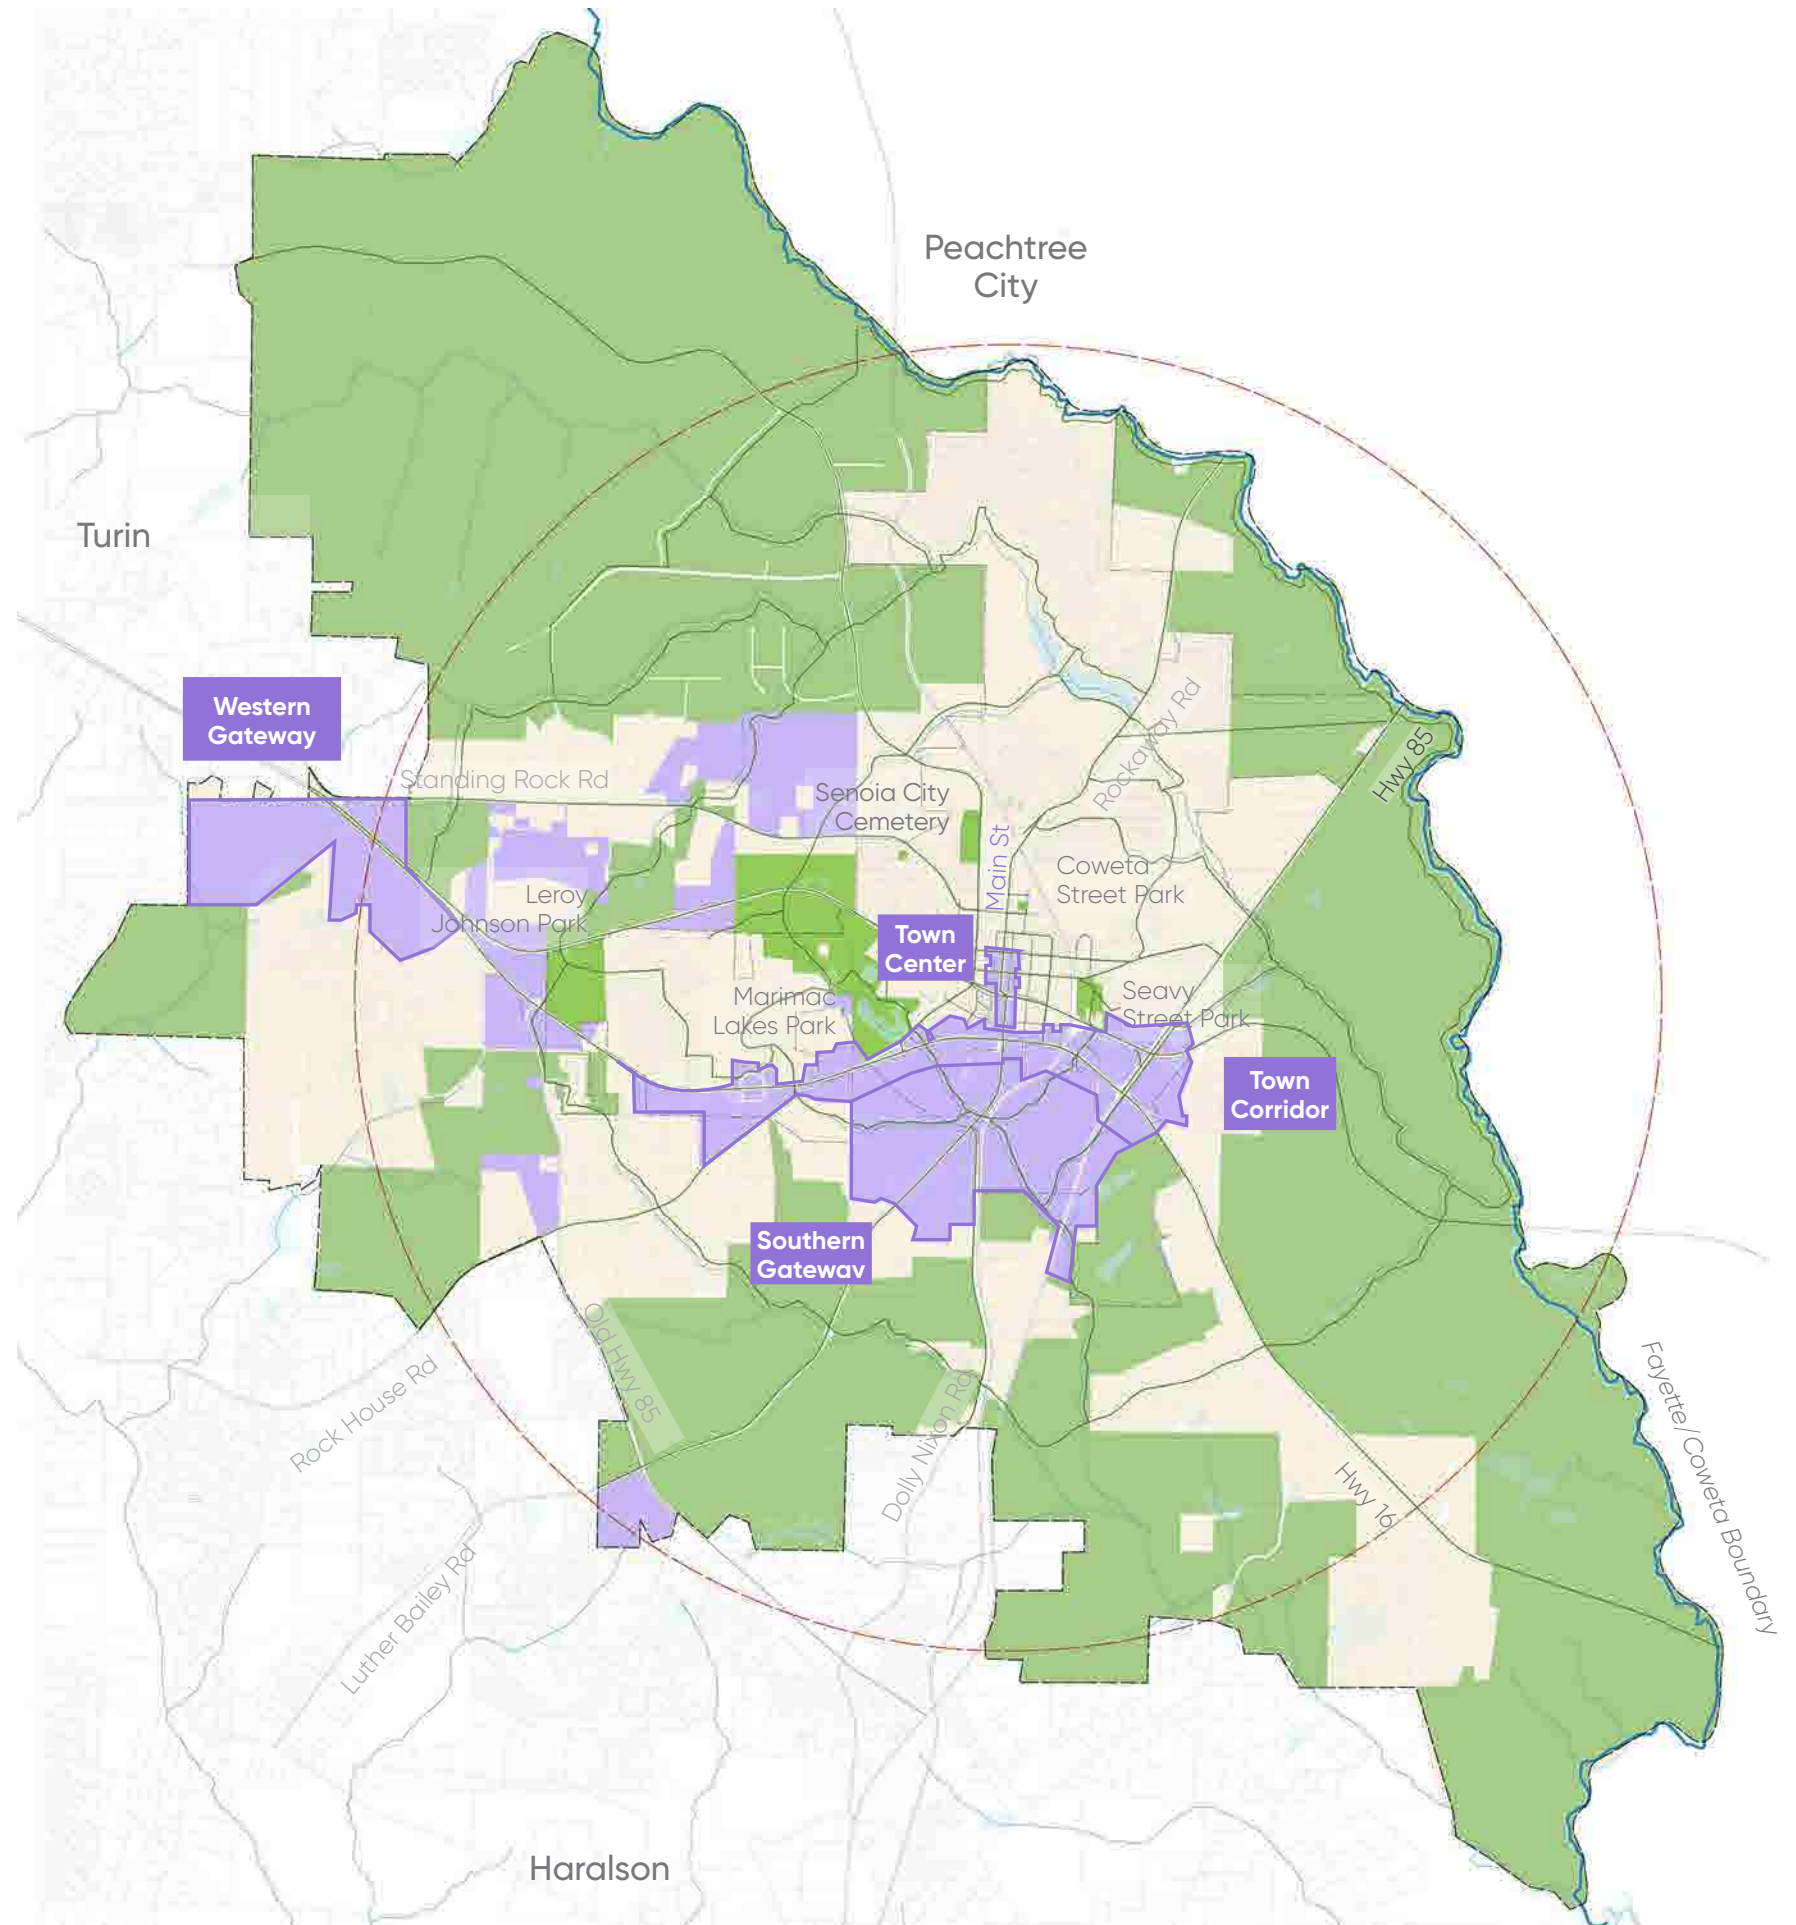 Peachtree
City
Turin
Western
Gateway
Hwy 85
Standing Rock Rd
Rockaway Rd
Senoia City
Cemetery
Main St
Coweta
Street Park
Leroy
Johnson Park
Town
Center
Marimac
Lakes Park
Seavy
Street Park
Town
Corridor
Southern
Gateway
Old Hwy 85
Rock House Rd
Dolly Nixon Rd
Fayette/Coweta Boundary
Hwy 16
Luther Bailey Rd
Haralson